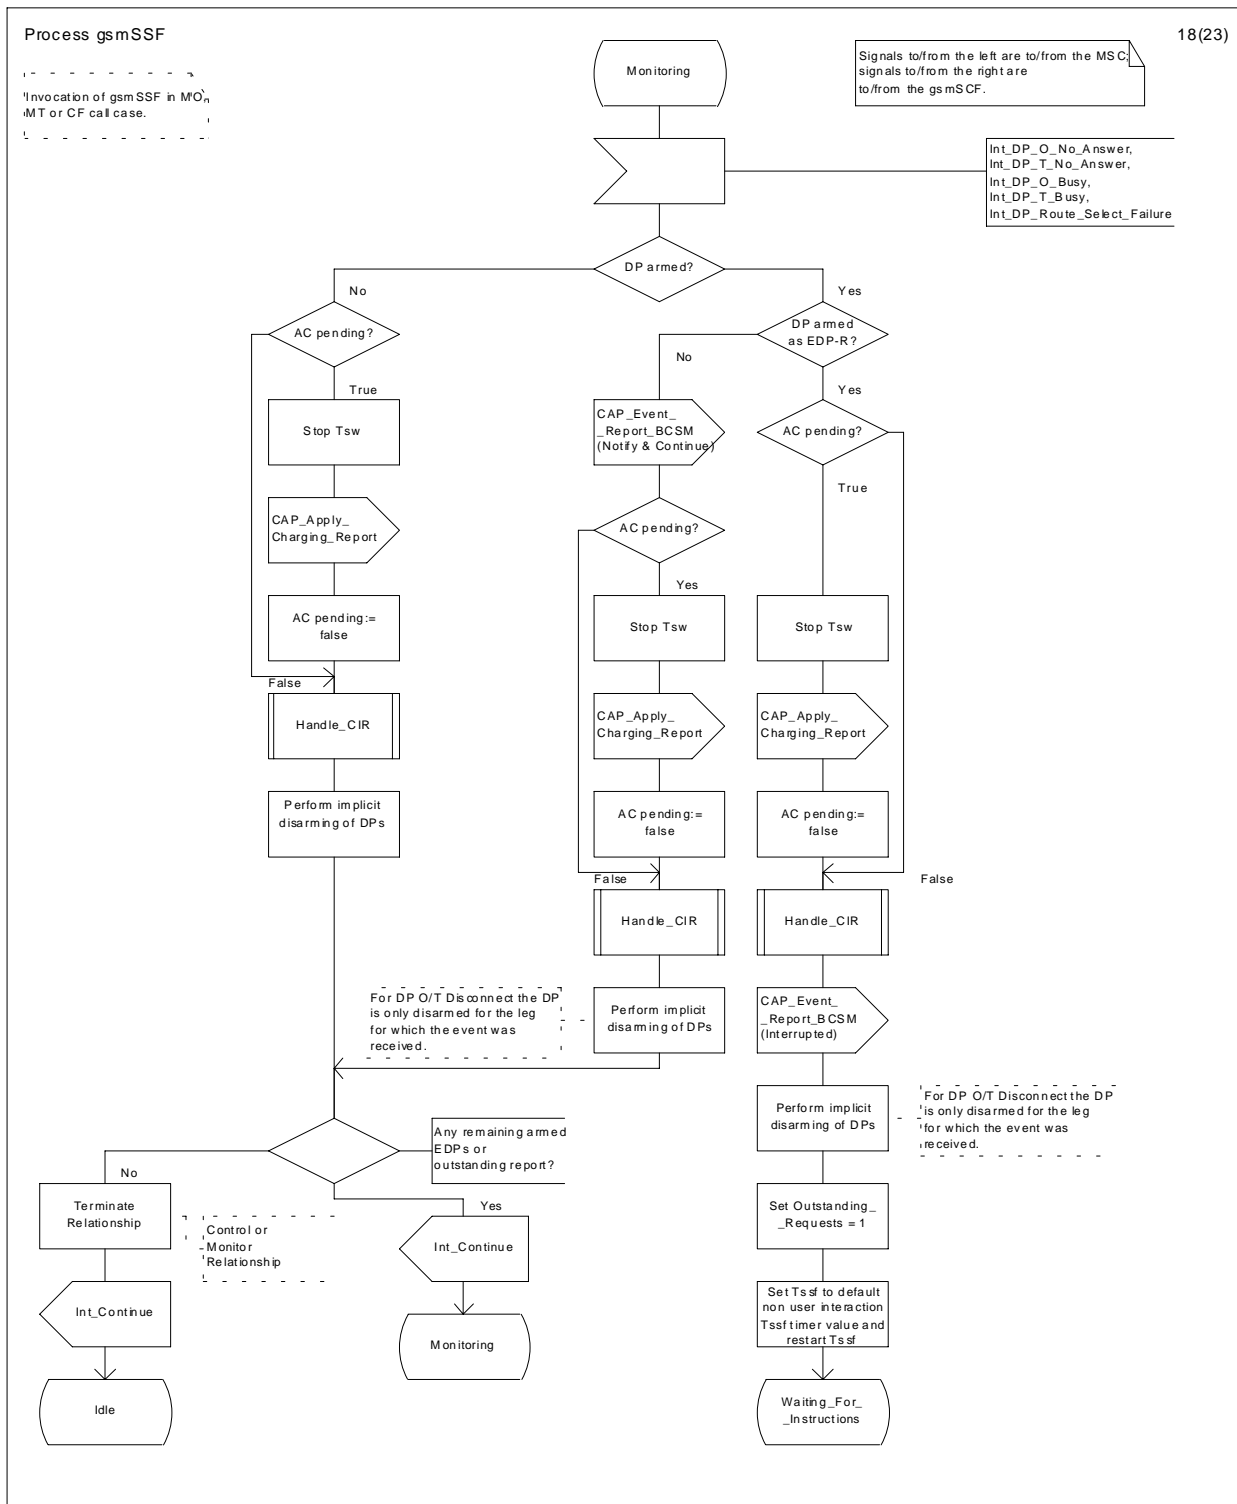 Process gsmSSF
18(23)
Invocation of gsmSSF in MO,
MT or CF call case.
Monitoring
Signals to/from the left are to/from the MSC;
signals to/from the right are
to/from the gsmSCF.
Int_DP_O_No_Answer,
Int_DP_T_No_Answer,
Int_DP_O_Busy,
Int_DP_T_Busy,
Int_DP_Route_Select_Failure
DP armed?
No
Yes
AC pending?
DP armed
as EDP-R?
No
True
Yes
Stop Tsw
CAP_Event_
_Report_BCSM
(Notify & Continue)
AC pending?
True
CAP_Apply_
Charging_Report
AC pending?
Yes
AC pending:=
false
Stop Tsw
Stop Tsw
False
Handle_CIR
CAP_Apply_
Charging_Report
CAP_Apply_
Charging_Report
Perform implicit
disarming of DPs
AC pending:=
false
AC pending:=
false
False
False
Handle_CIR
Handle_CIR
For DP O/T Disconnect the DP
is only disarmed for the leg
for which the event was
received.
Perform implicit
disarming of DPs
CAP_Event_
_Report_BCSM
(Interrupted)
Any remaining armed
EDPs or
outstanding report?
Perform implicit
disarming of DPs
For DP O/T Disconnect the DP
is only disarmed for the leg
for which the event was
received.
No
Yes
Terminate
Relationship
Control or
Monitor
Relationship
Int_Continue
Set Outstanding_
_Requests = 1
Int_Continue
Monitoring
Set Tssf to default
non user interaction
Tssf timer value and
restart Tssf
Idle
Waiting_For_
_Instructions